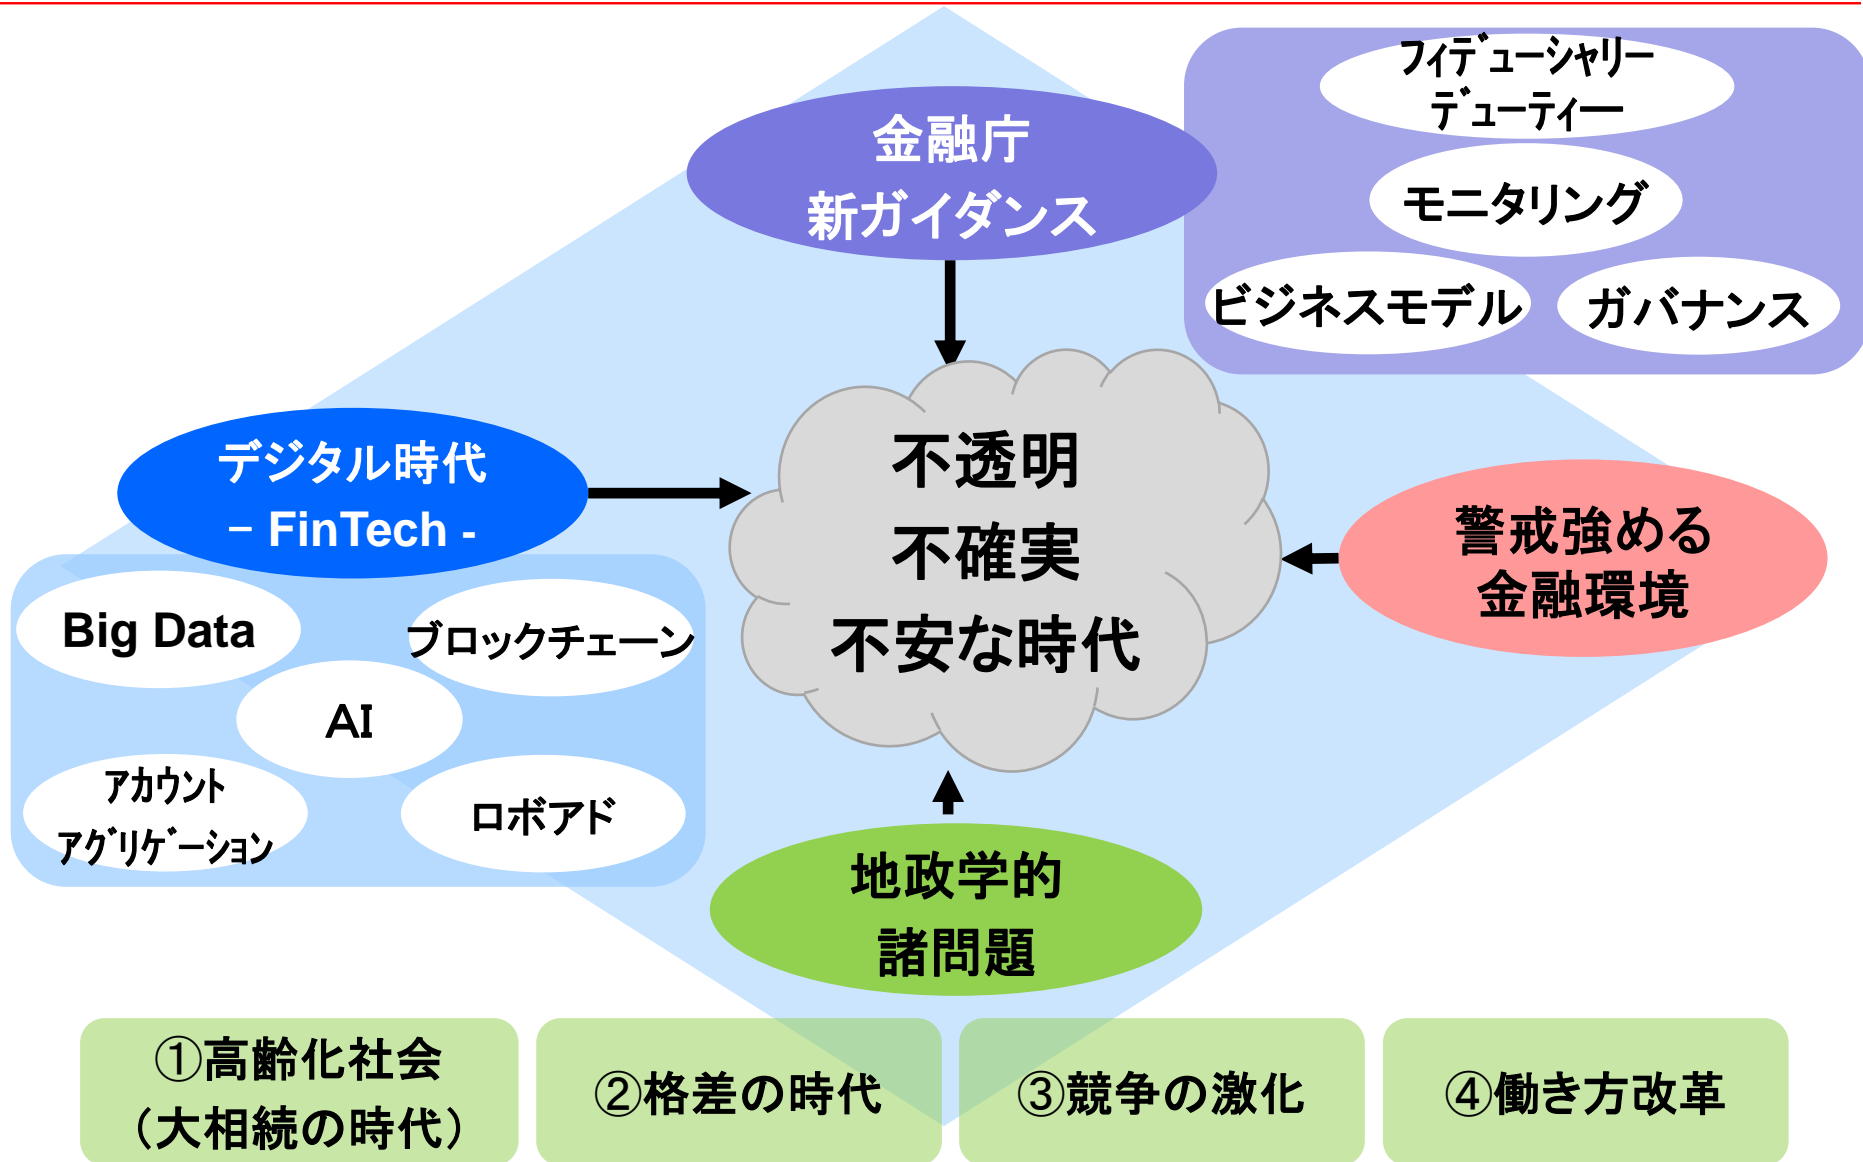 フィデューシャリー
デューティー
金融庁
新ガイダンス
モニタリング
ビジネスモデル
ガバナンス
デジタル時代
− FinTech -
不透明
不確実
不安な時代
警戒強める
金融環境
Big Data
ブロックチェーン
AI
アカウント
アグリゲーション
ロボアド
地政学的
諸問題
①高齢化社会
（大相続の時代）
②格差の時代
③競争の激化
④働き方改革